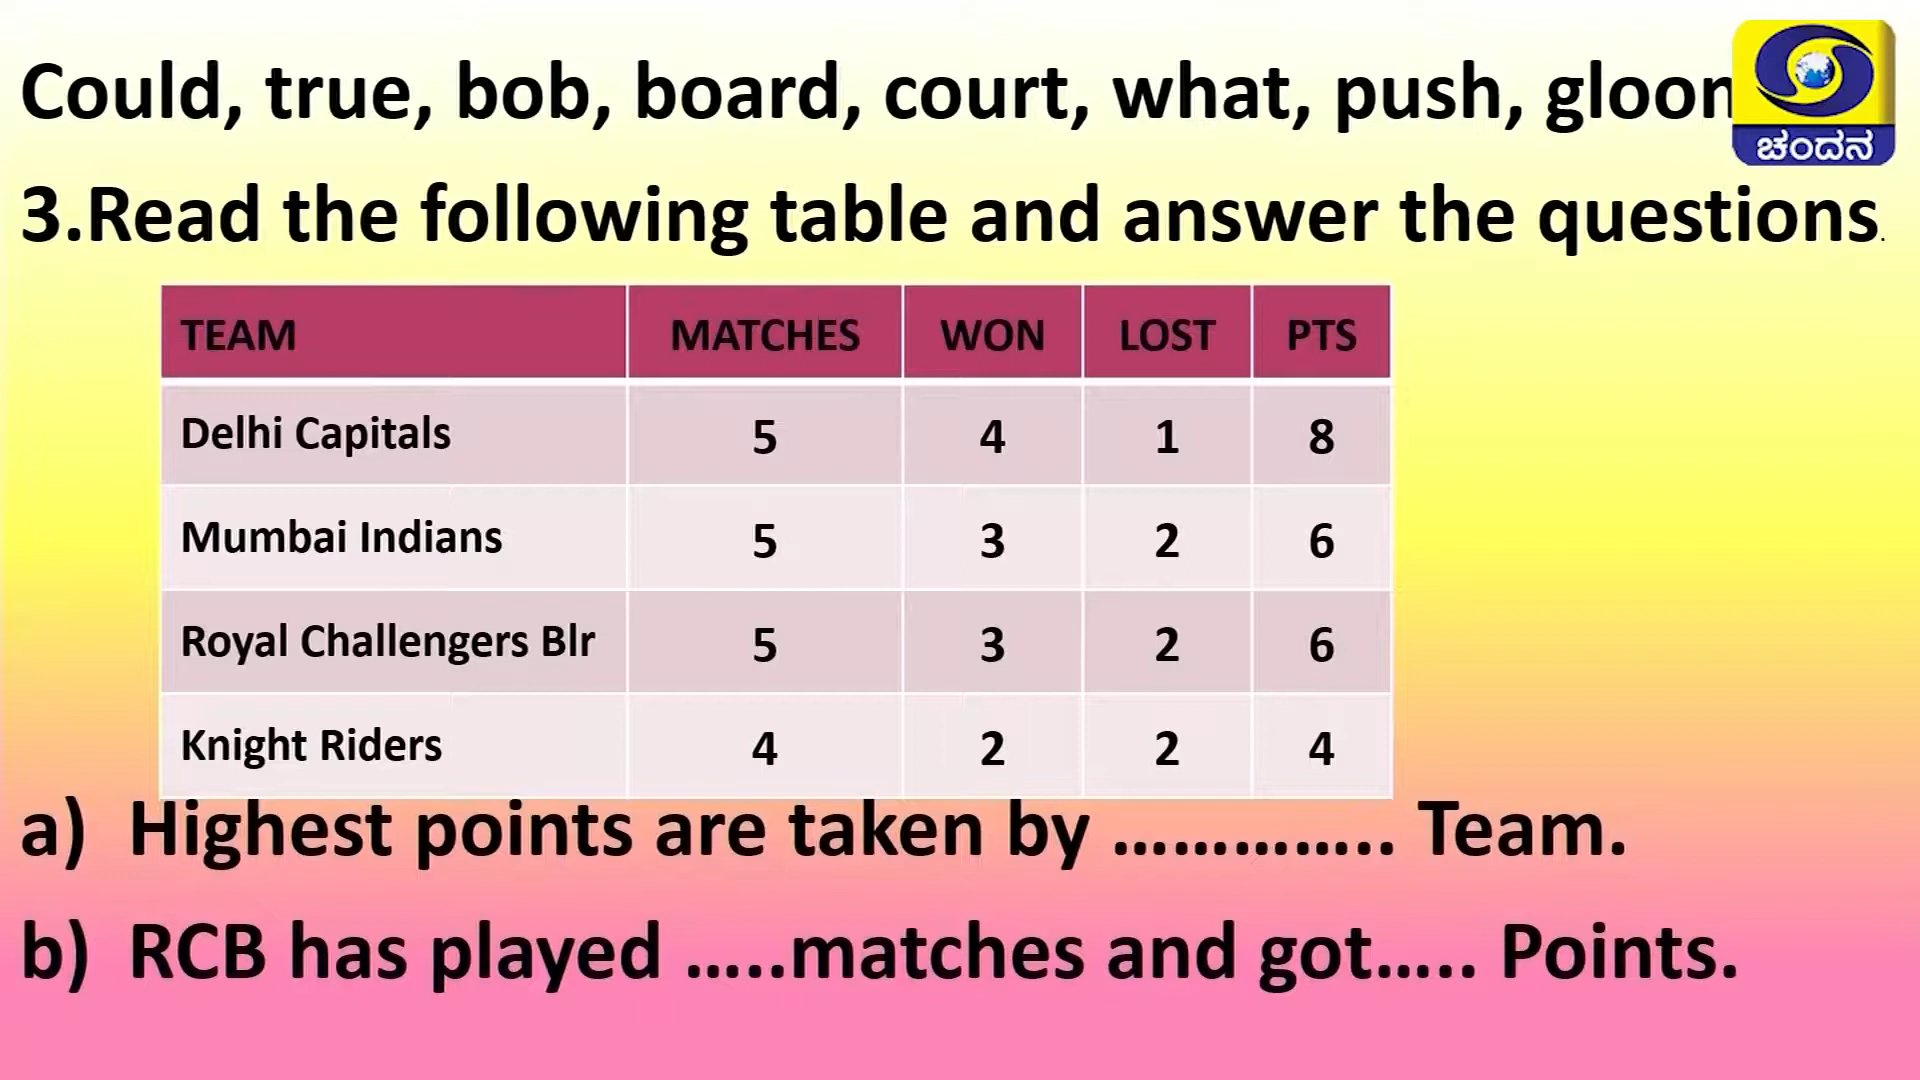 Could, true, bob, board, court, what, push,
ಚಂದನ
3.Read the following table and answer the questions.
TEAM MATCHES WON LOST PTS
Delhi Capitals 5 4 1 8
Mumbai Indians 5 3 2 6
Royal Challengers Blr 5 3 2 6
Knight Riders 4 2 2 4
a) Highest points are taken by ………….. Team.
b) RCB has played …..matches and got….. Points.